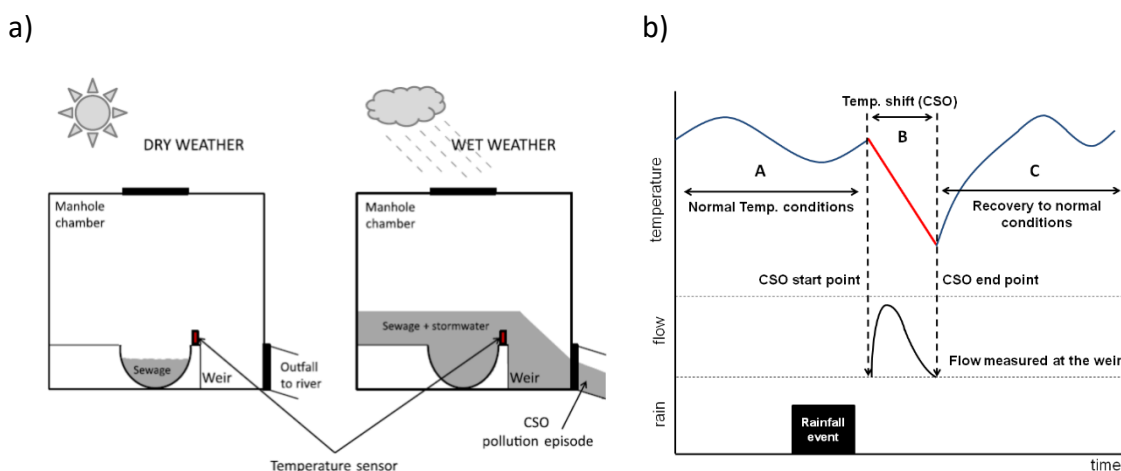 a)
DRY WEATHER
WET WEATHER
Manhole
chamber
Sewage
Weir
Outfall
to river
Manhole
chamber
Sewage + stormwater
Weir
CSO
pollution episode
Temperature sensor
b)
Temp. shift (CSO)
B
A
C
Normal Temp. conditions
Recovery to normal
conditions
temperature
CSO start point
CSO end point
flow
Flow measured at the weir
rain
Rainfall
event
time